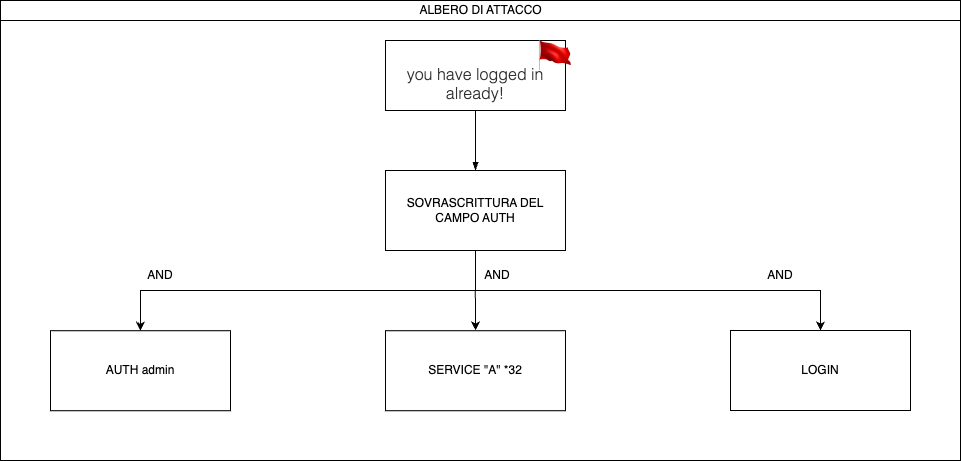 ALBERO DI ATTACCO
you have logged in
already!
SOVRASCRITTURA DEL
CAMPO AUTH
AND
AND
AND
AUTH admin
SERVICE "A" *32
LOGIN